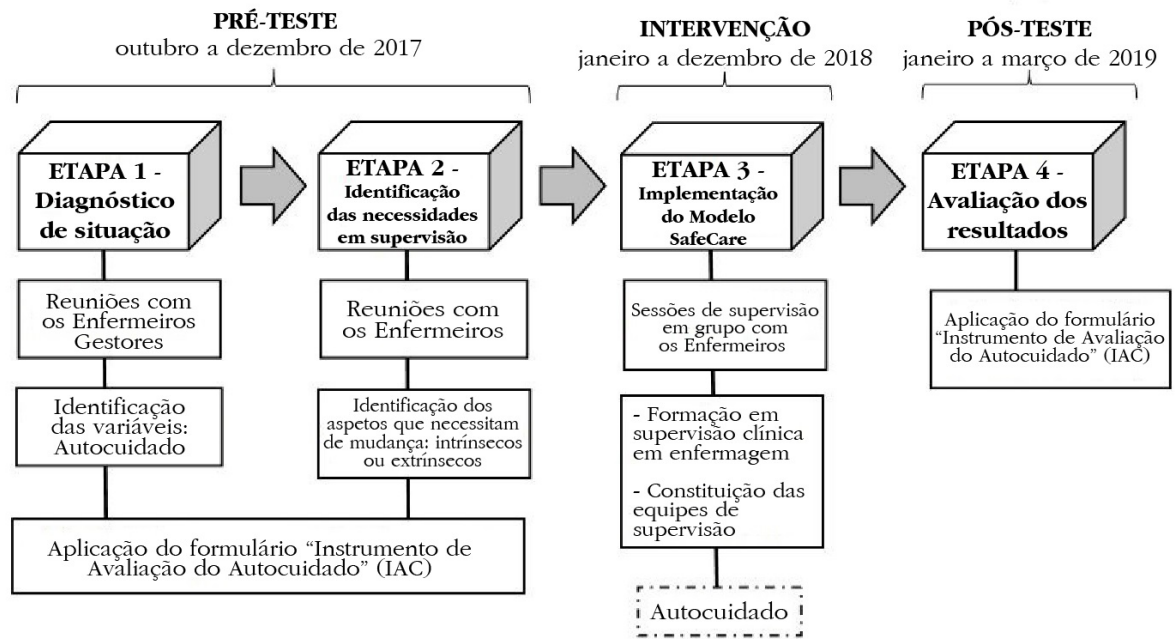 PRÉ-TESTE
outubro a dezembro de 2017
INTERVENÇÃO
janeiro a dezembro de 2018
PÓS-TESTE
janeiro a março de 2019
ETAPA 1 -
Diagnóstico
de situação
ETAPA 2 -
Identificação
das necessidades
em supervisão
ETAPA 3 -
Implementação
do Modelo
SafeCare
ETAPA 4 -
Avaliação dos
resultados
Reuniões com
os Enfermeiros
Gestores
Reuniões com
os Enfermeiros
Sessões de supervisão
em grupo com
os Enfermeiros
Aplicação do formulário
“Instrumento de Avaliação
do Autocuidado” (IAC)
Identificação
das variáveis:
Autocuidado
Identificação dos
aspetos que necessitam
de mudança: intrínsecos
ou extrínsecos
- Formação em
supervisão clínica
em enfermagem
- Constituição das
equipes de
supervisão
Aplicação do formulário “Instrumento de
Avaliação do Autocuidado” (IAC)
Autocuidado